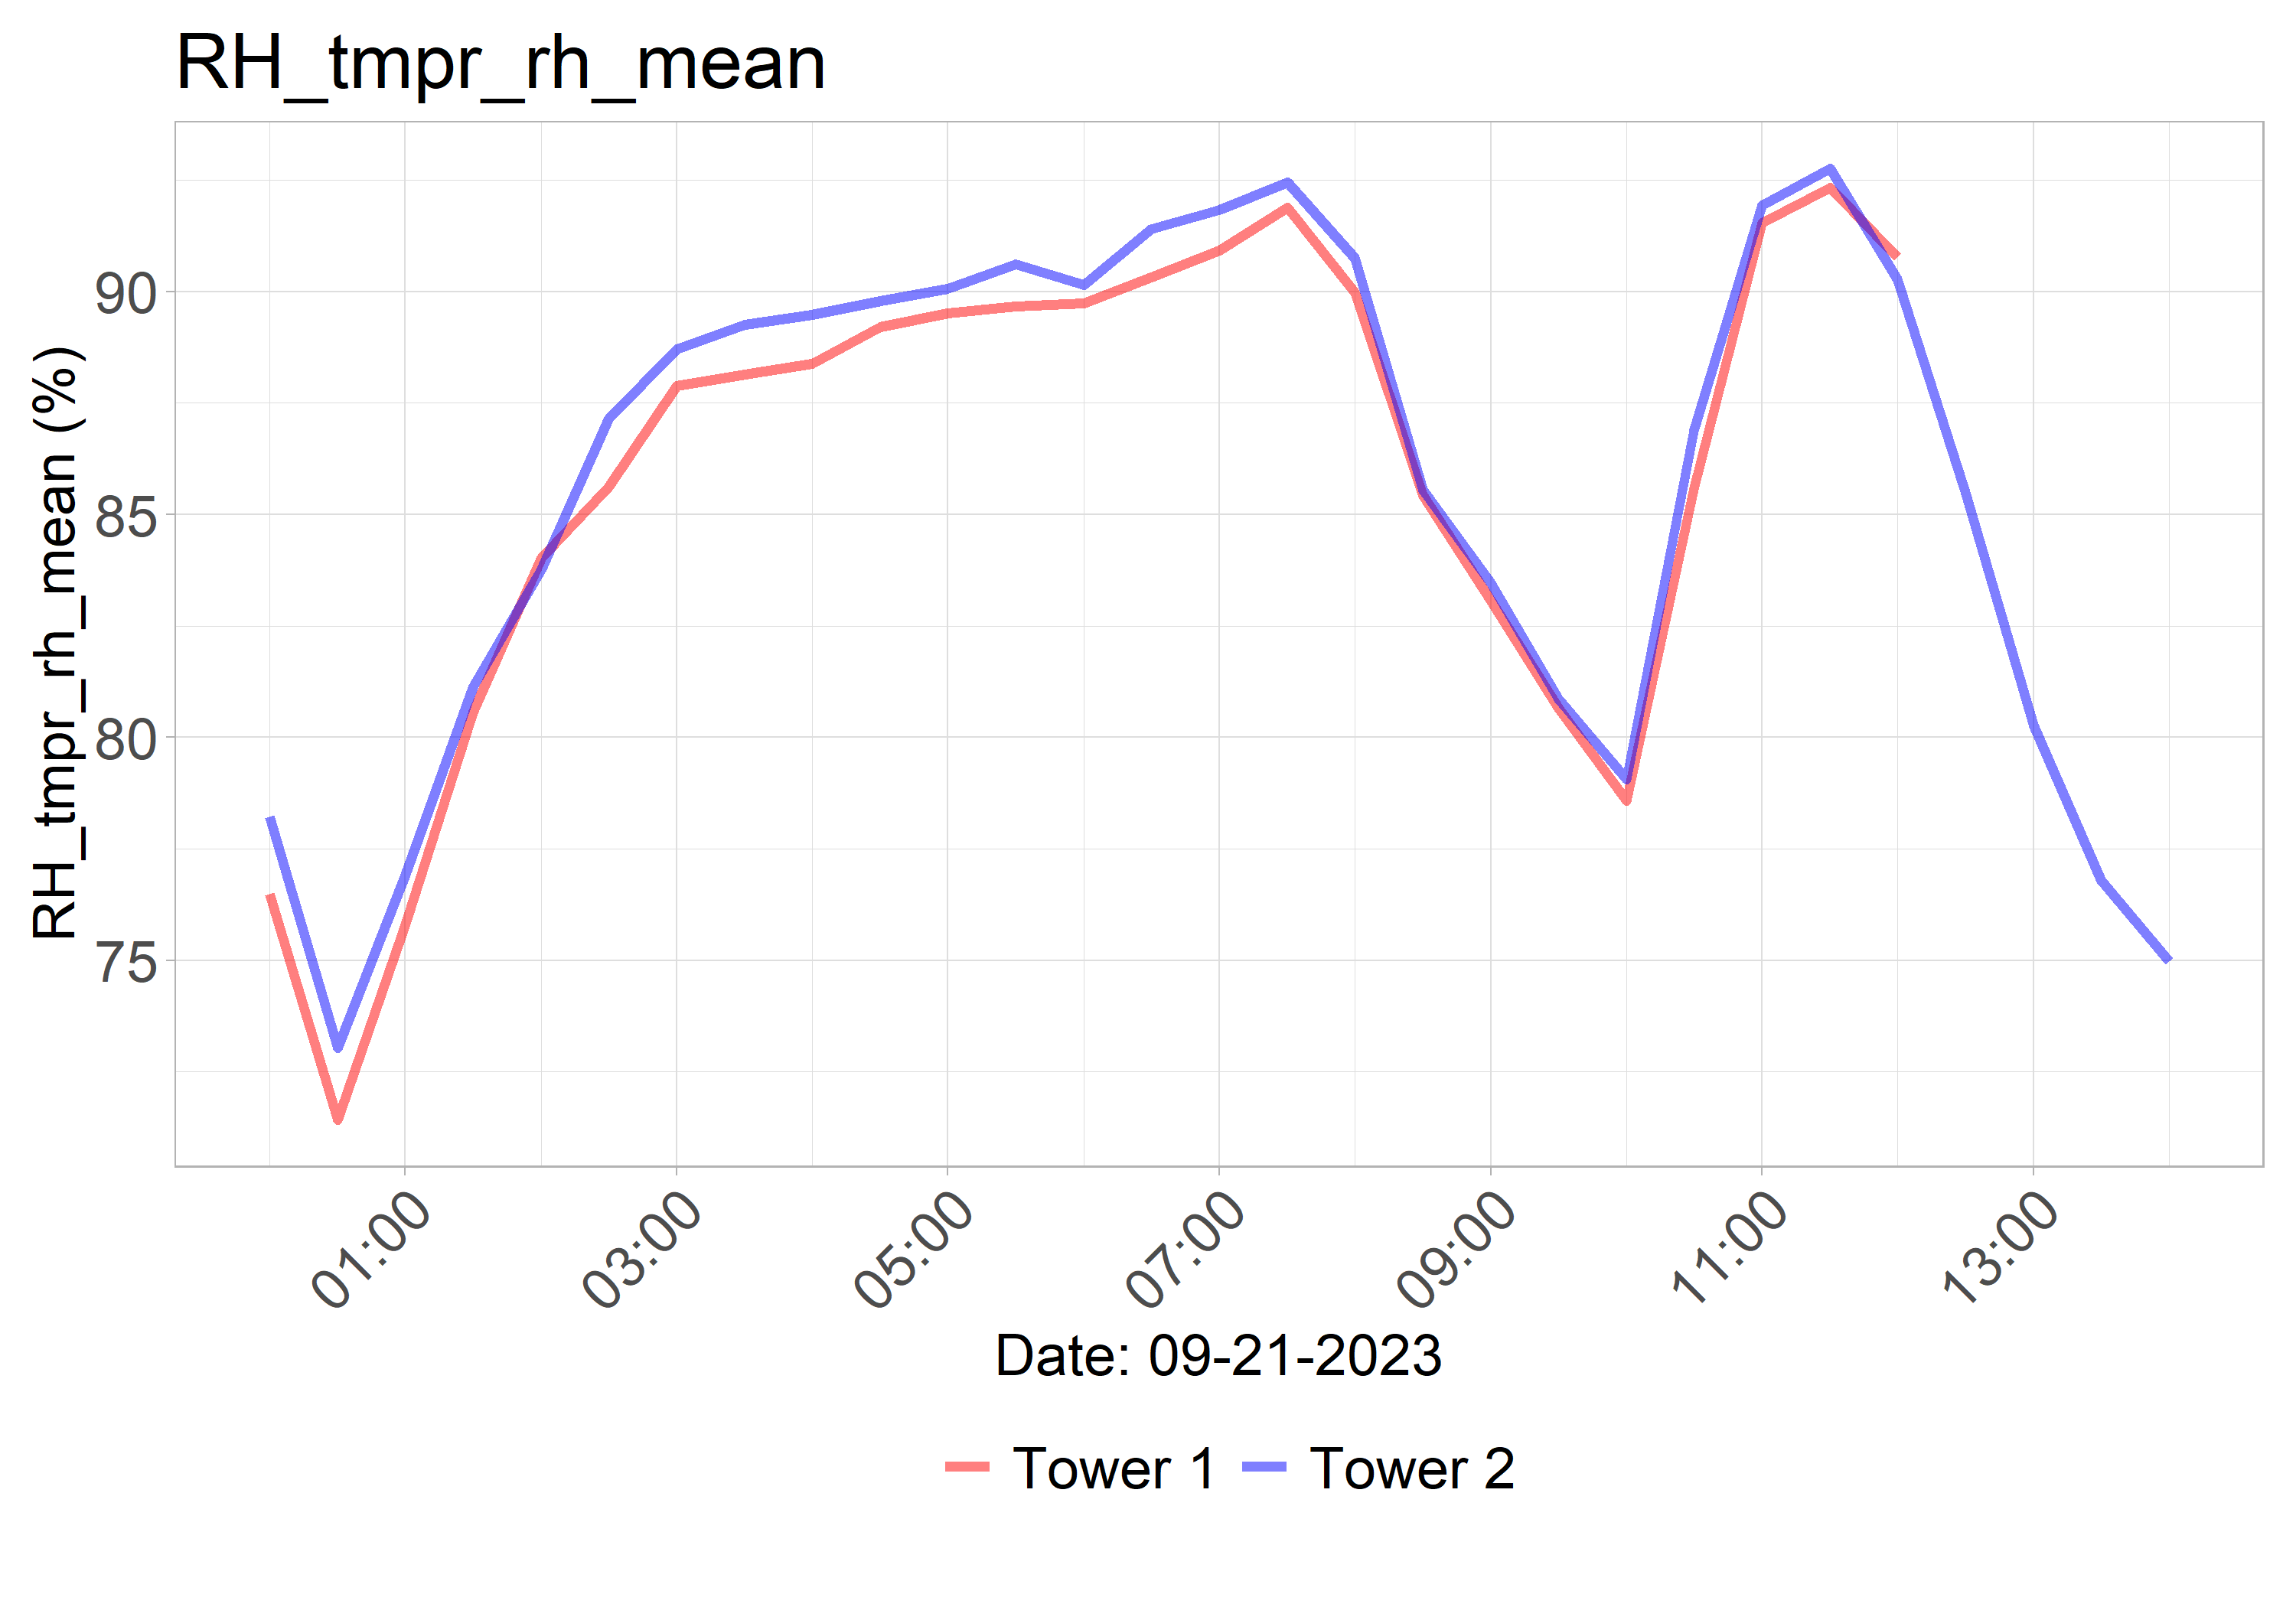 RH_tmpr_rh_mean
RH_tmpr_rh_mean (%)
90
85
80
75
01:00
03:00
05:00
07:00
09:00
11:00
13:00
Date: 09-21-2023
Tower 1
Tower 2